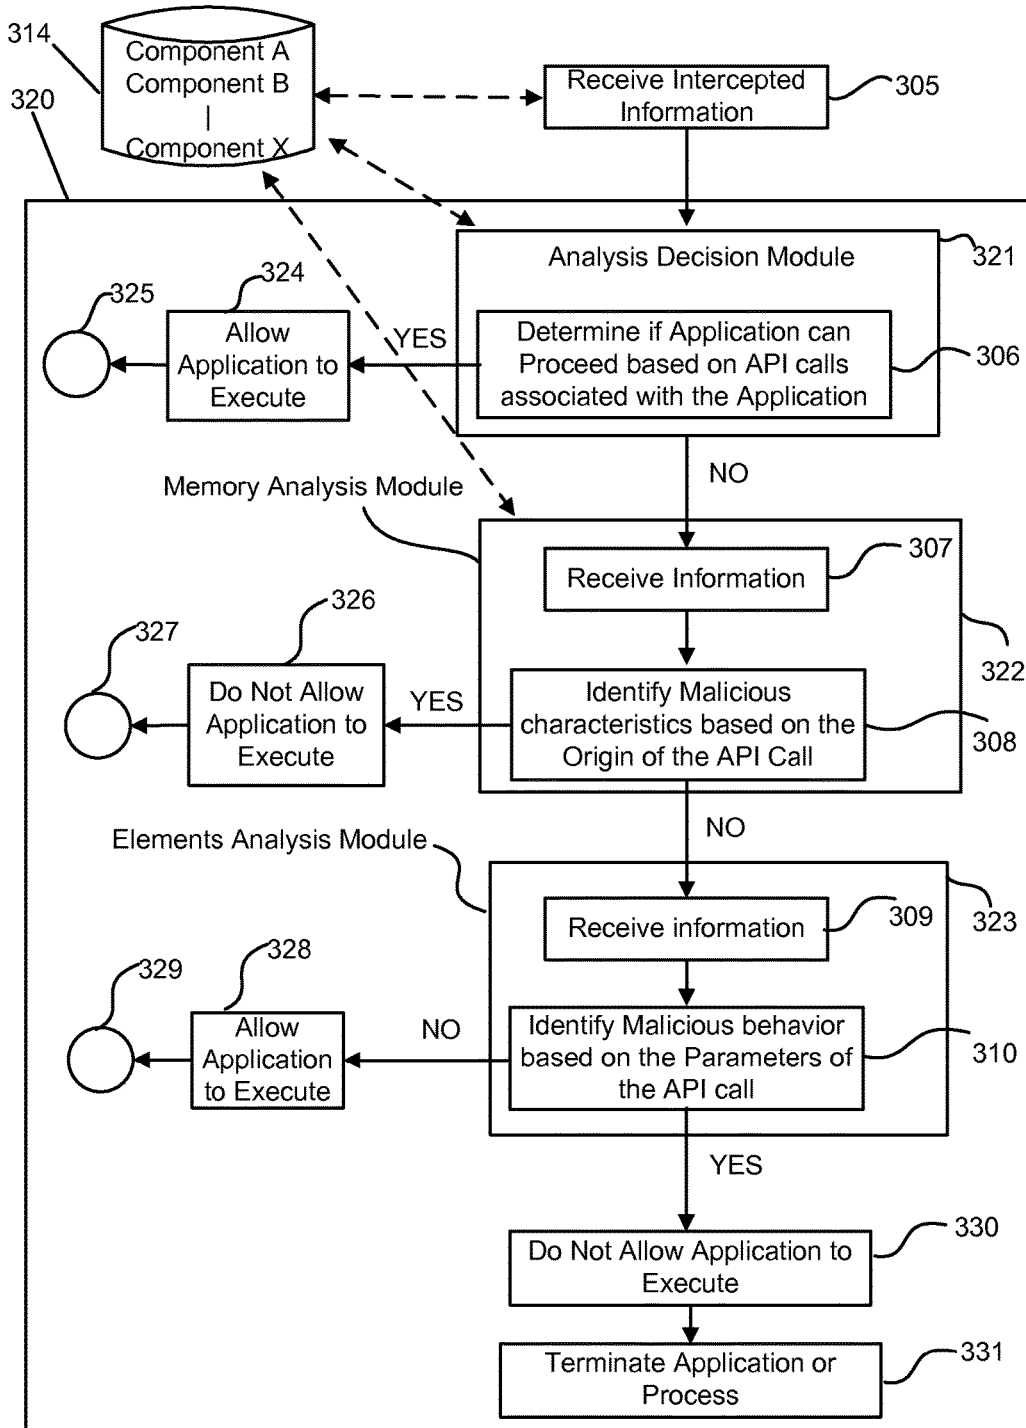 314
320
Component A
Component B
|
Component X
Receive Intercepted
Information
305
Analysis Decision Module
321
Determine if Application can
Proceed based on API calls
associated with the Application
306
YES
324
Allow
Application to
Execute
325
NO
Memory Analysis Module
Receive Information
307
322
Identify Malicious
characteristics based on the
Origin of the API Call
308
YES
326
Do Not Allow
Application to
Execute
327
NO
Elements Analysis Module
Receive information
309
323
Identify Malicious behavior
based on the Parameters of
the API call
310
NO
328
Allow
Application
to Execute
329
YES
Do Not Allow Application to
Execute
330
Terminate Application or
Process
331